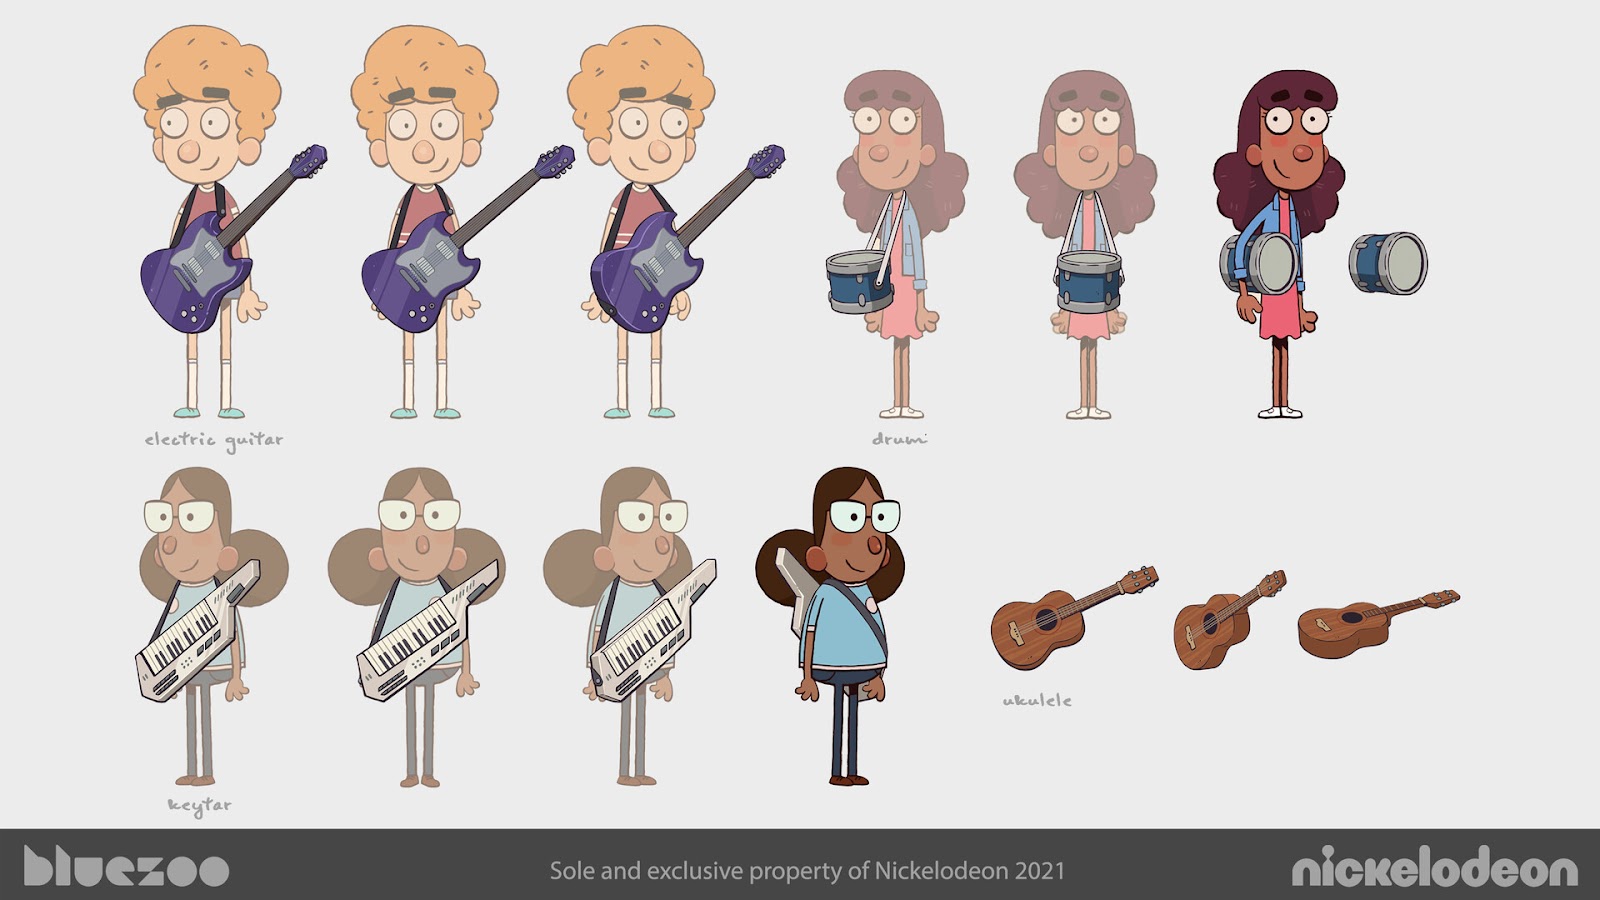 electric guitar
drum
ukulele
keytar
bluezoo
Sole and exclusive property of Nickelodeon 2021
nickelodeon